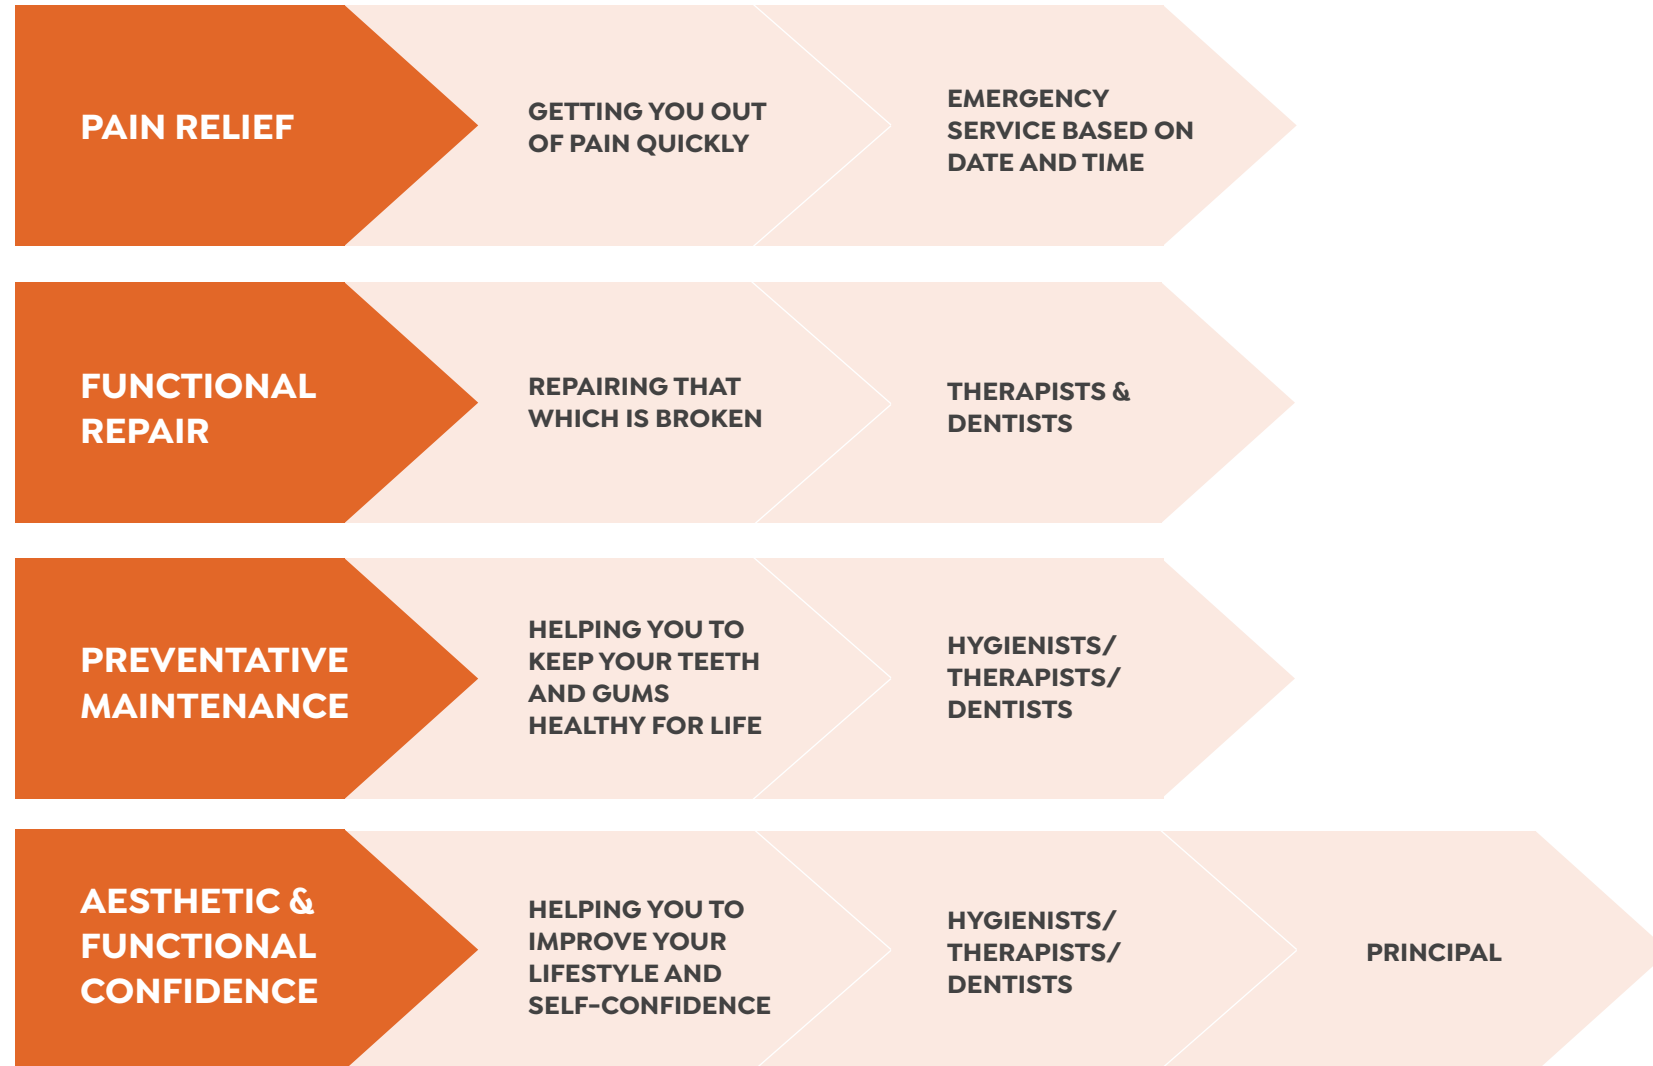 PAIN RELIEF
GETTING YOU OUT
OF PAIN QUICKLY
EMERGENCY
SERVICE BASED ON
DATE AND TIME
FUNCTIONAL
REPAIR
REPAIRING THAT
WHICH IS BROKEN
THERAPISTS &
DENTISTS
PREVENTATIVE
MAINTENANCE
HELPING YOU TO
KEEP YOUR TEETH
AND GUMS
HEALTHY FOR LIFE
HYGIENISTS/
THERAPISTS/
DENTISTS
AESTHETIC &
FUNCTIONAL
CONFIDENCE
HELPING YOU TO
IMPROVE YOUR
LIFESTYLE AND
SELF-CONFIDENCE
HYGIENISTS/
THERAPISTS/
DENTISTS
PRINCIPAL